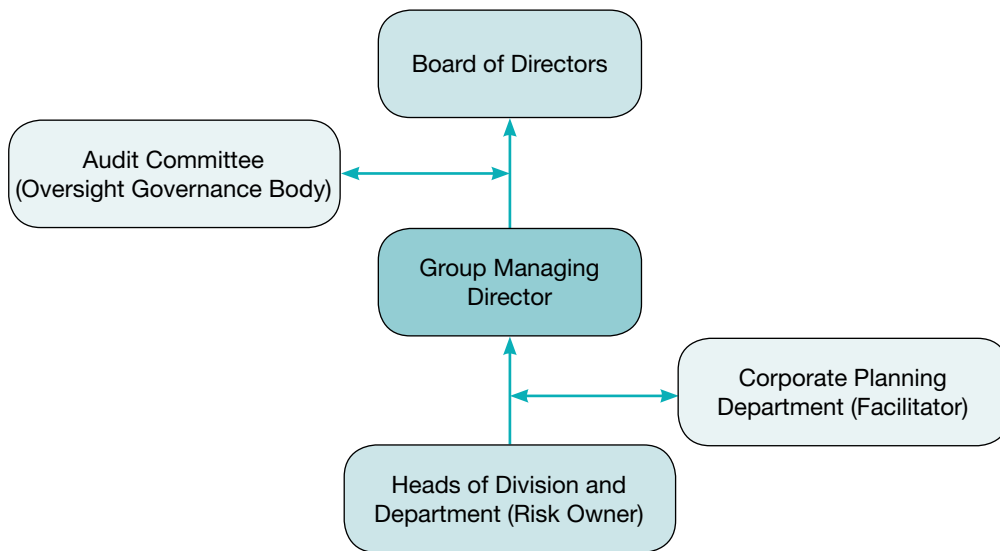 Board of Directors
Audit Committee
(Oversight Governance Body)
Group Managing
Director
Corporate Planning
Department (Facilitator)
Heads of Division and
Department (Risk Owner)